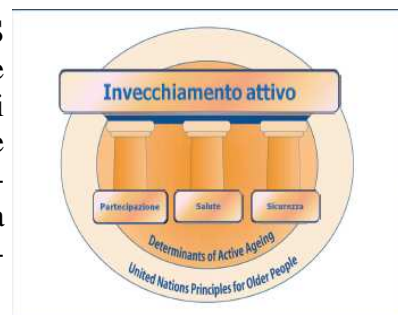 S
e
i
e
-
a
-
Invecchiamento attivo
Partecipazione Salute Sicurezza
Determinants of Active Ageing
United Nations Principles for Older People